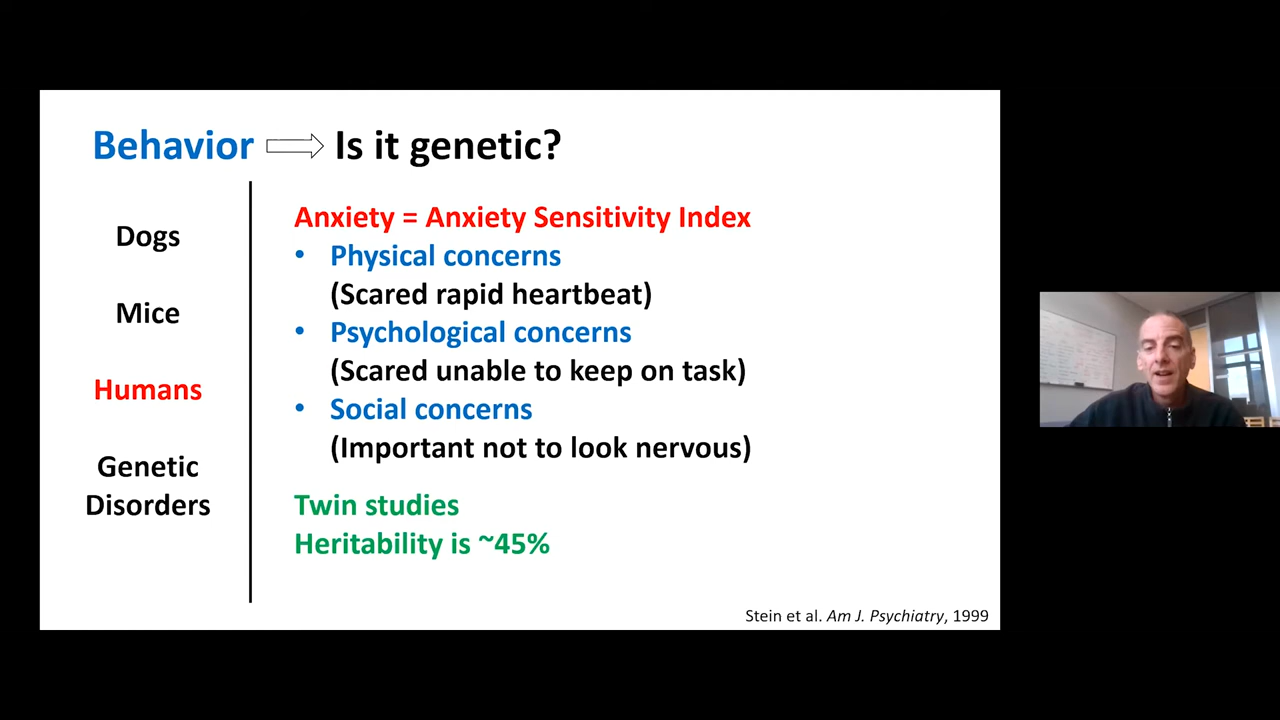 Behavior
Is it genetic?
Dogs
Mice
Humans
Genetic
Disorders
Anxiety = Anxiety Sensitivity Index
• Physical concerns
(Scared rapid heartbeat)
• Psychological concerns
(Scared unable to keep on task)
• Social concerns
(Important not to look nervous)
Twin studies
Heritability is ~45%
Stein et al. Am J. Psychiatry, 1999